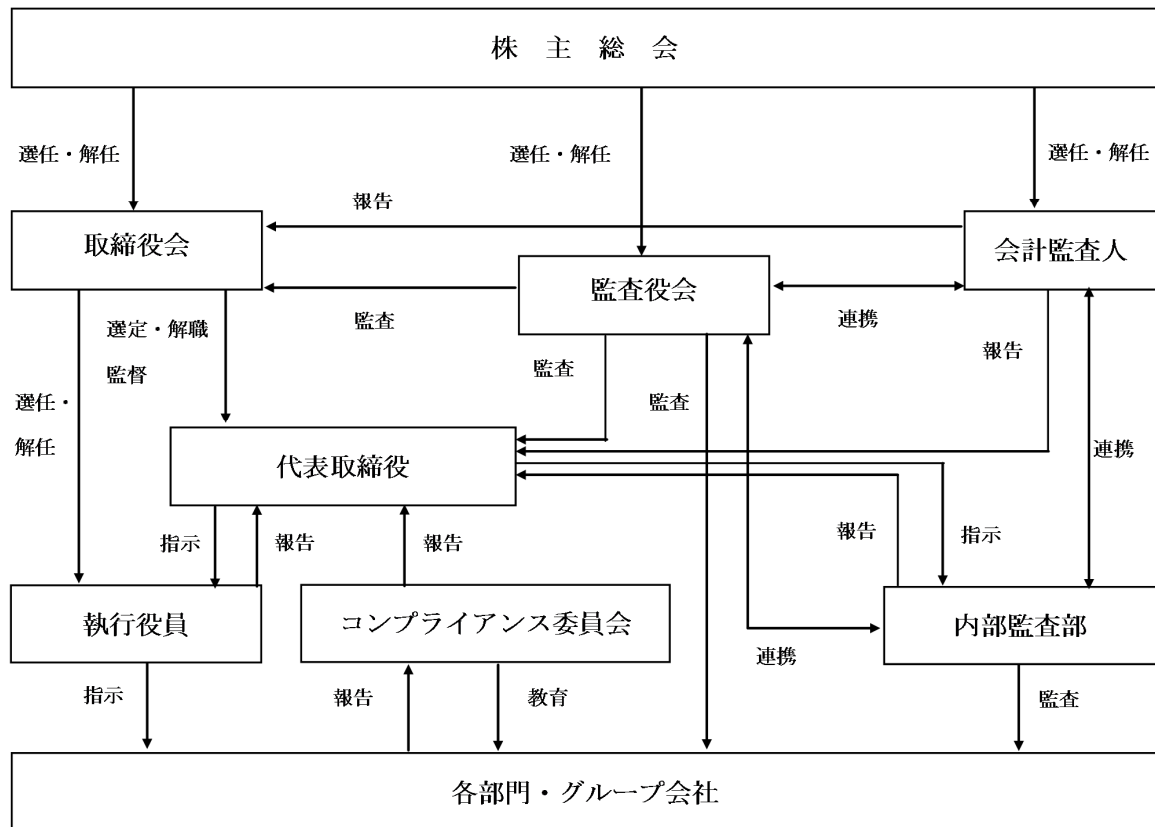 株 主 総 会
選任・解任
選任・解任
選任・解任
報告
取締役会
会計監査人
監査役会
監査
連携
選定・解職
監督
報告
監査
監査
選任・
解任
連携
代表取締役
指示
報告
報告
報告
指示
執行役員
コンプライアンス委員会
内部監査部
連携
指示
報告
教育
監査
各部門・グループ会社